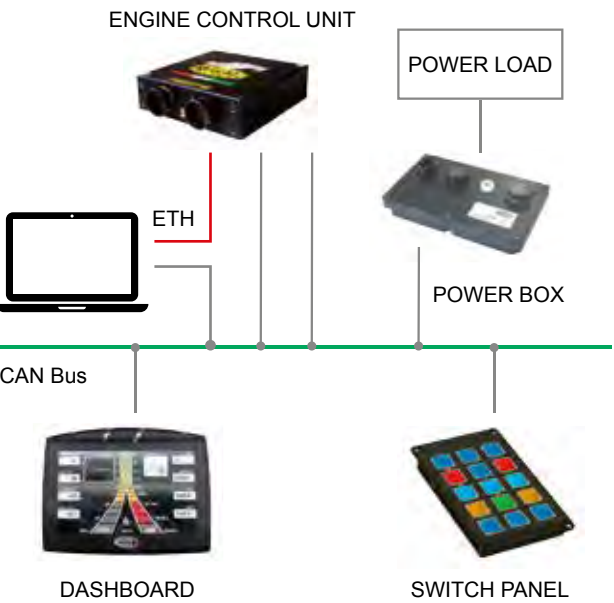 ENGINE CONTROL UNIT
POWER LOAD
ETH
POWER BOX
CAN Bus
DASHBOARD
SWITCH PANEL